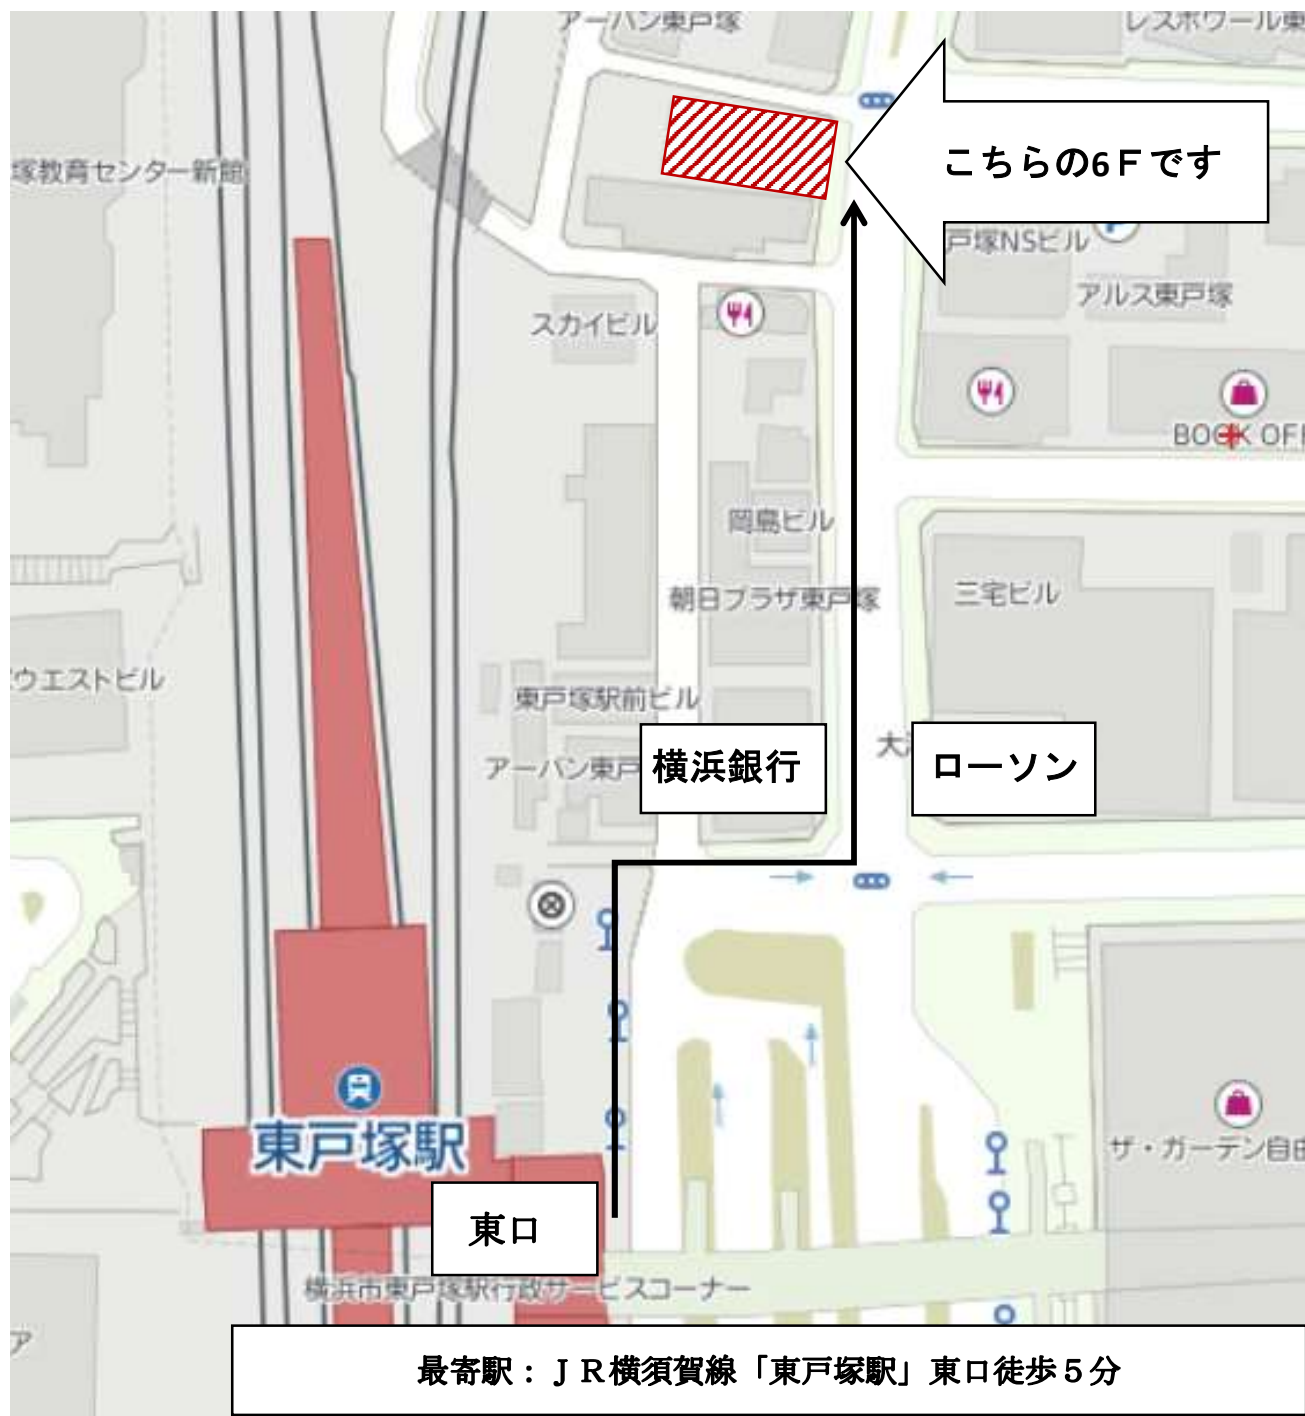 アーバン東戸塚
レスポワール東
塚教育センター新館
こちらの6Ｆです
戸塚NSビル
アルス東戸塚
スカイビル
BOOK OFF
岡島ビル
朝日プラザ東戸塚
三宅ビル
ウエストビル
東戸塚駅前ビル
アーバン東戸
横浜銀行
大
ローソン
東戸塚駅
ザ・ガーデン自由
東口
横浜市東戸塚駅行政サービスコーナー
ア
最寄駅：ＪＲ横須賀線「東戸塚駅」東口徒歩５分